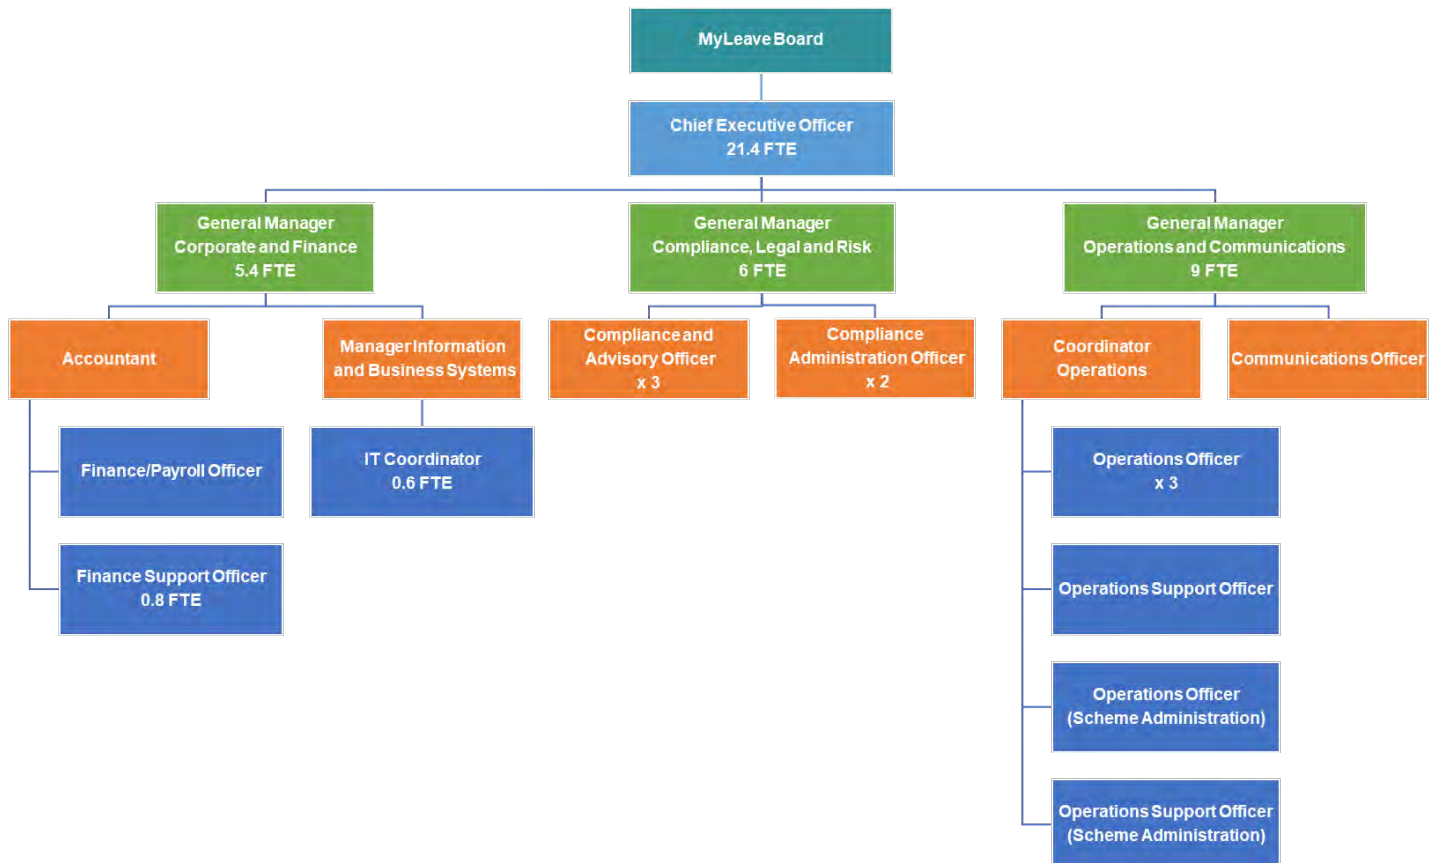 MyLeave Board
Chief Executive Officer
21.4 FTE
General Manager
Corporate and Finance
5.4 FTE
General Manager
Compliance, Legal and Risk
6 FTE
General Manager
Operations and Communications
9 FTE
Accountant
Manager Information
and Business Systems
Compliance and
Advisory Officer
x 3
Compliance
Administration Officer
x 2
Coordinator
Operations
Communications Officer
Finance/Payroll Officer
IT Coordinator
0.6 FTE
Operations Officer
x 3
Finance Support Officer
0.8 FTE
Operations Support Officer
Operations Officer
(Scheme Administration)
Operations Support Officer
(Scheme Administration)